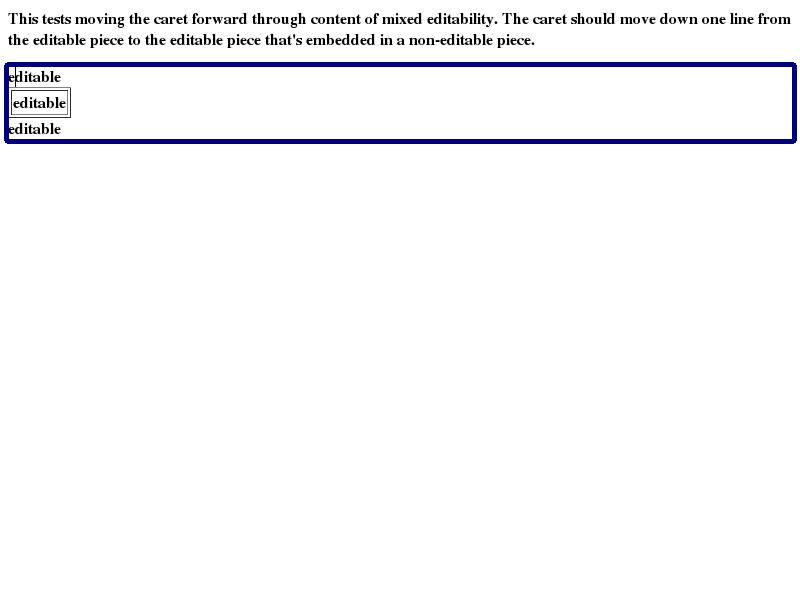 This tests moving the caret forward through content of mixed editability. The caret should move down one line from
the editable piece to the editable piece that's embedded in a non-editable piece.
editable
editable
editable